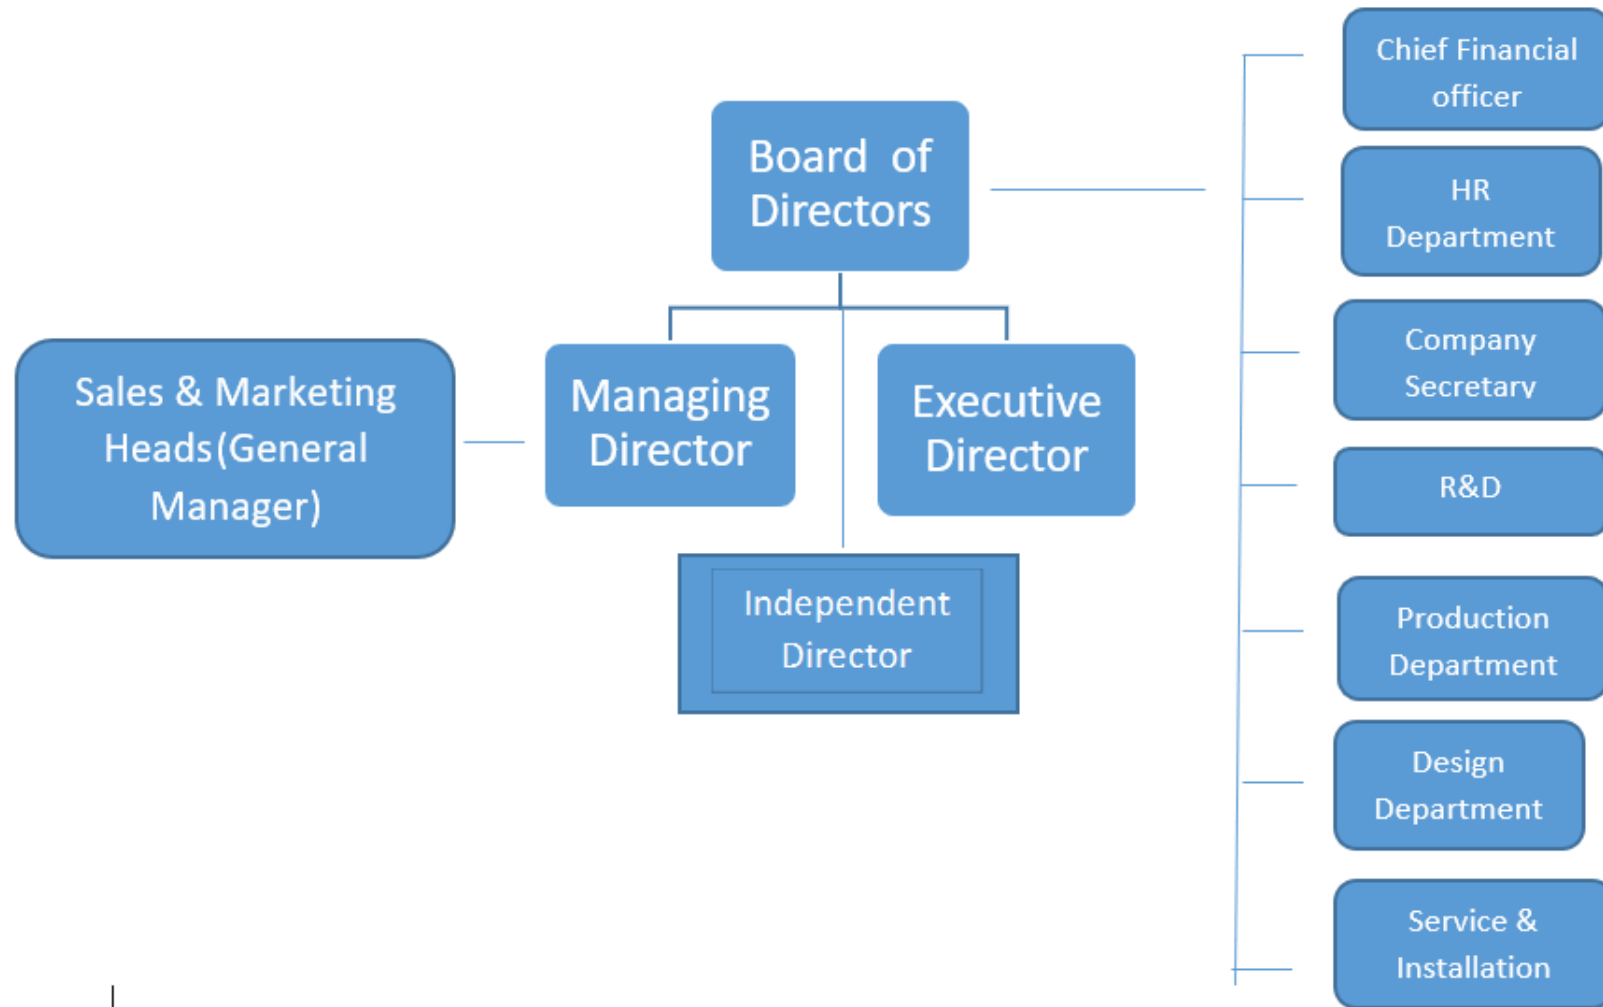 Board of
Directors
Sales & Marketing
Heads(General
Manager)
Managing
Director
Executive
Director
Independent
Director
Chief Financial
officer
HR
Department
Company
Secretary
R&D
Production
Department
Design
Department
Service &
Installation